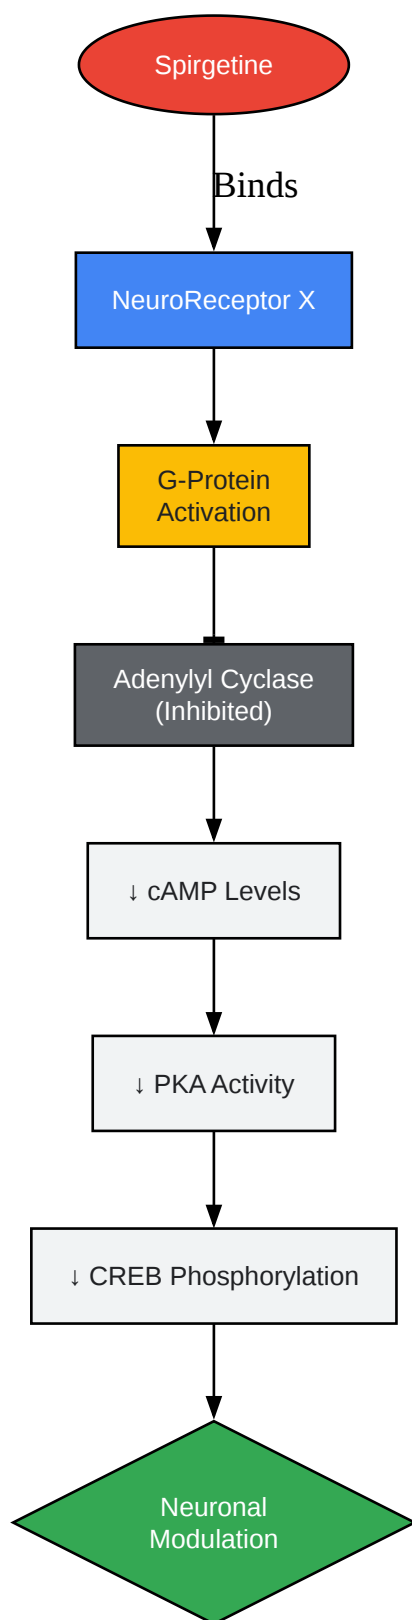 Spirgetine
Binds
NeuroReceptor X
G-Protein
Activation
Adenylyl Cyclase
(Inhibited)
↓ cAMP Levels
↓ PKA Activity
↓ CREB Phosphorylation
Neuronal
Modulation